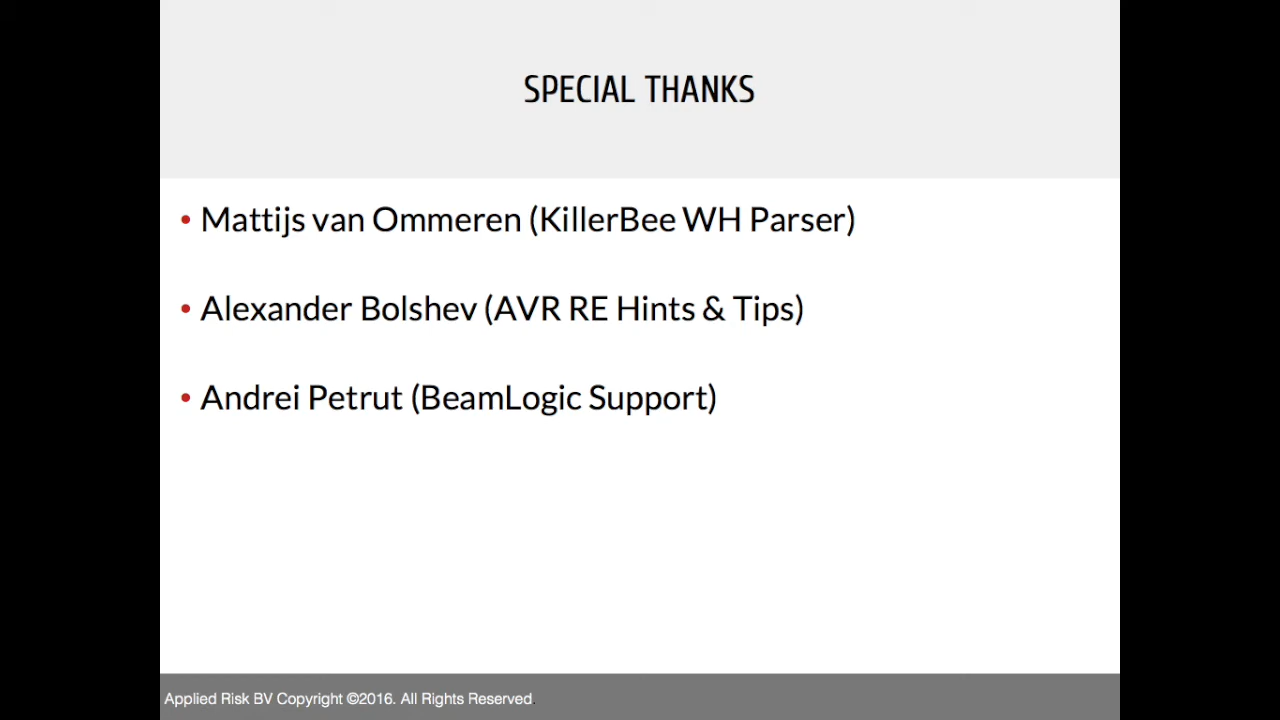 SPECIAL THANKS
• Mattijs van Ommeren (KillerBee WH Parser)
• Alexander Bolshev (AVR RE Hints & Tips)
• Andrei Petrut (BeamLogic Support)
Applied Risk BV Copyright ©2016. All Rights Reserved.